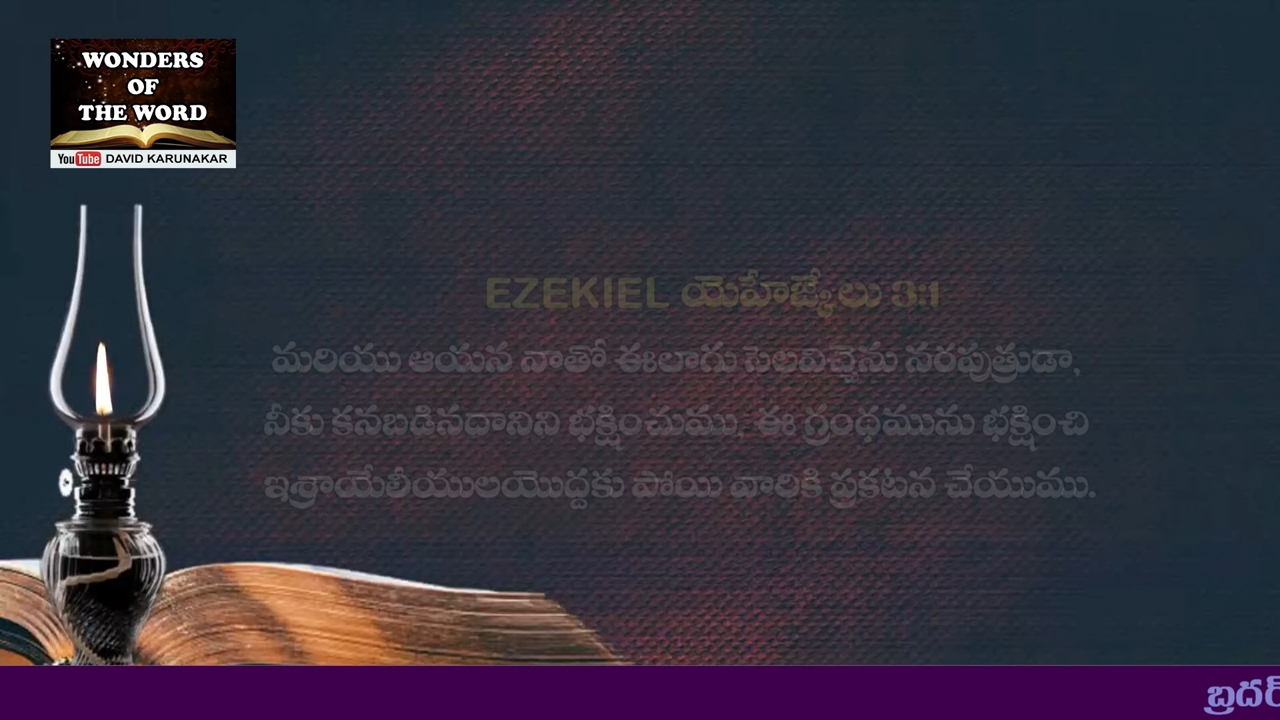 WONDERS
OF
THE WORD
YouTube DAVID KARUNAKAR
EZEKIEL యెహేజ్కేలు 3:1
మరియు ఆయన నాతో ఈలాగు సెలవిచ్చెను నరపుత్రుడా,
నీకు కనబడినదానిని భక్షించుము, ఈ గ్రంథమును భక్షించి
ఇశ్రాయేలీయులయొద్దకు పోయి వారికి ప్రకటన చేయుము.
బ్రదర్